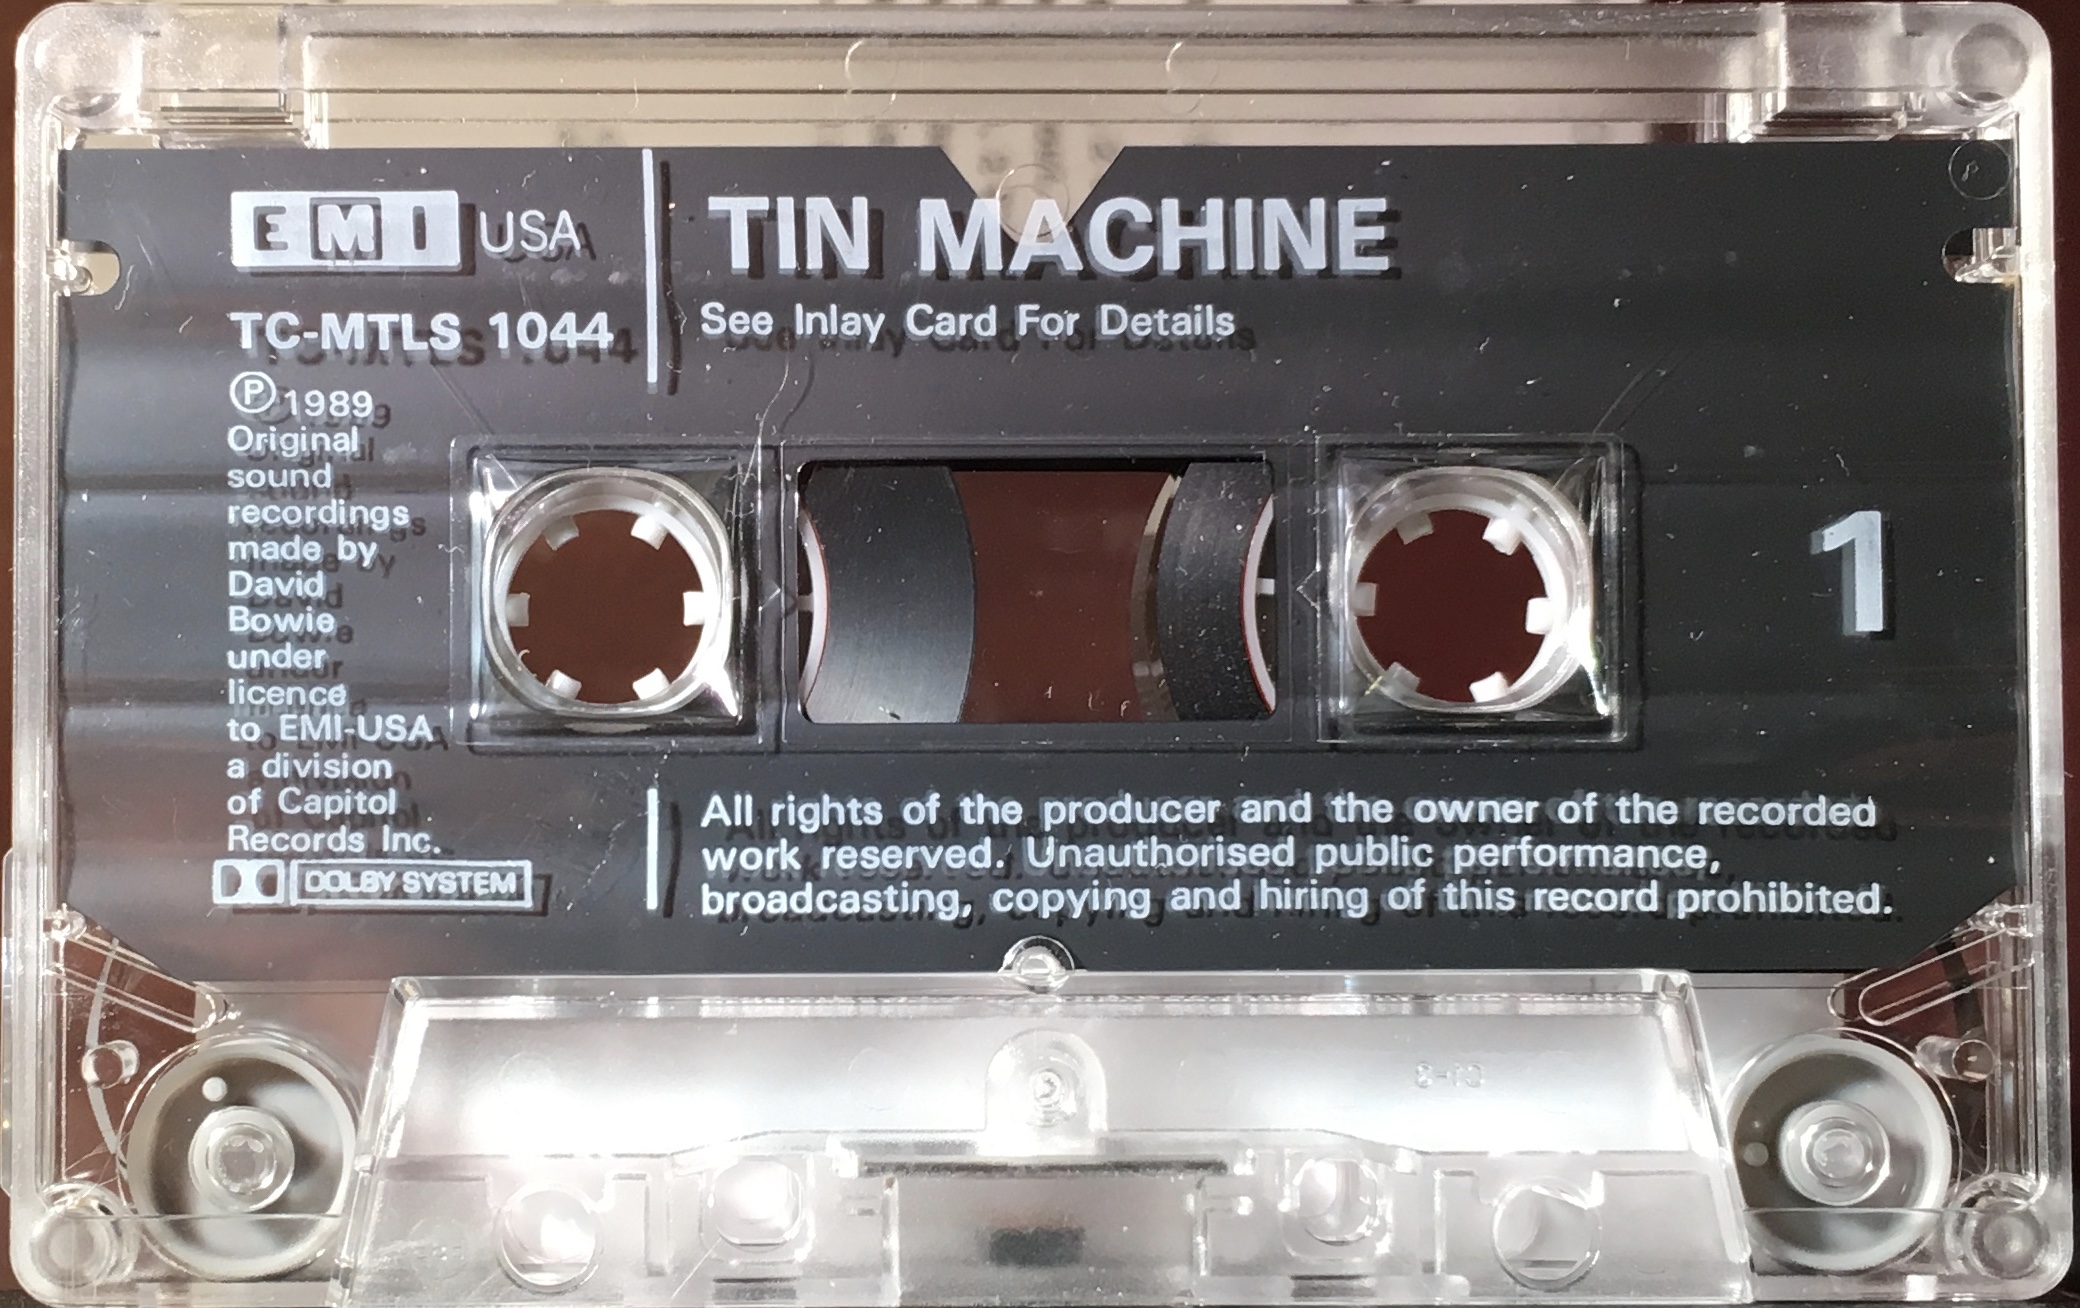 EMI USA
TC-MTLS 1044
Ⓟ 1989
Original
sound
recordings
made by
David
Bowie
under
licence
to EMI-USA
a division
of Capitol
Records Inc.
DOLBY SYSTEM
TIN MACHINE
See Inlay Card For Details
1
All rights of the producer and the owner of the recorded
work reserved. Unauthorised public performance,
broadcasting, copying and hiring of this record prohibited.